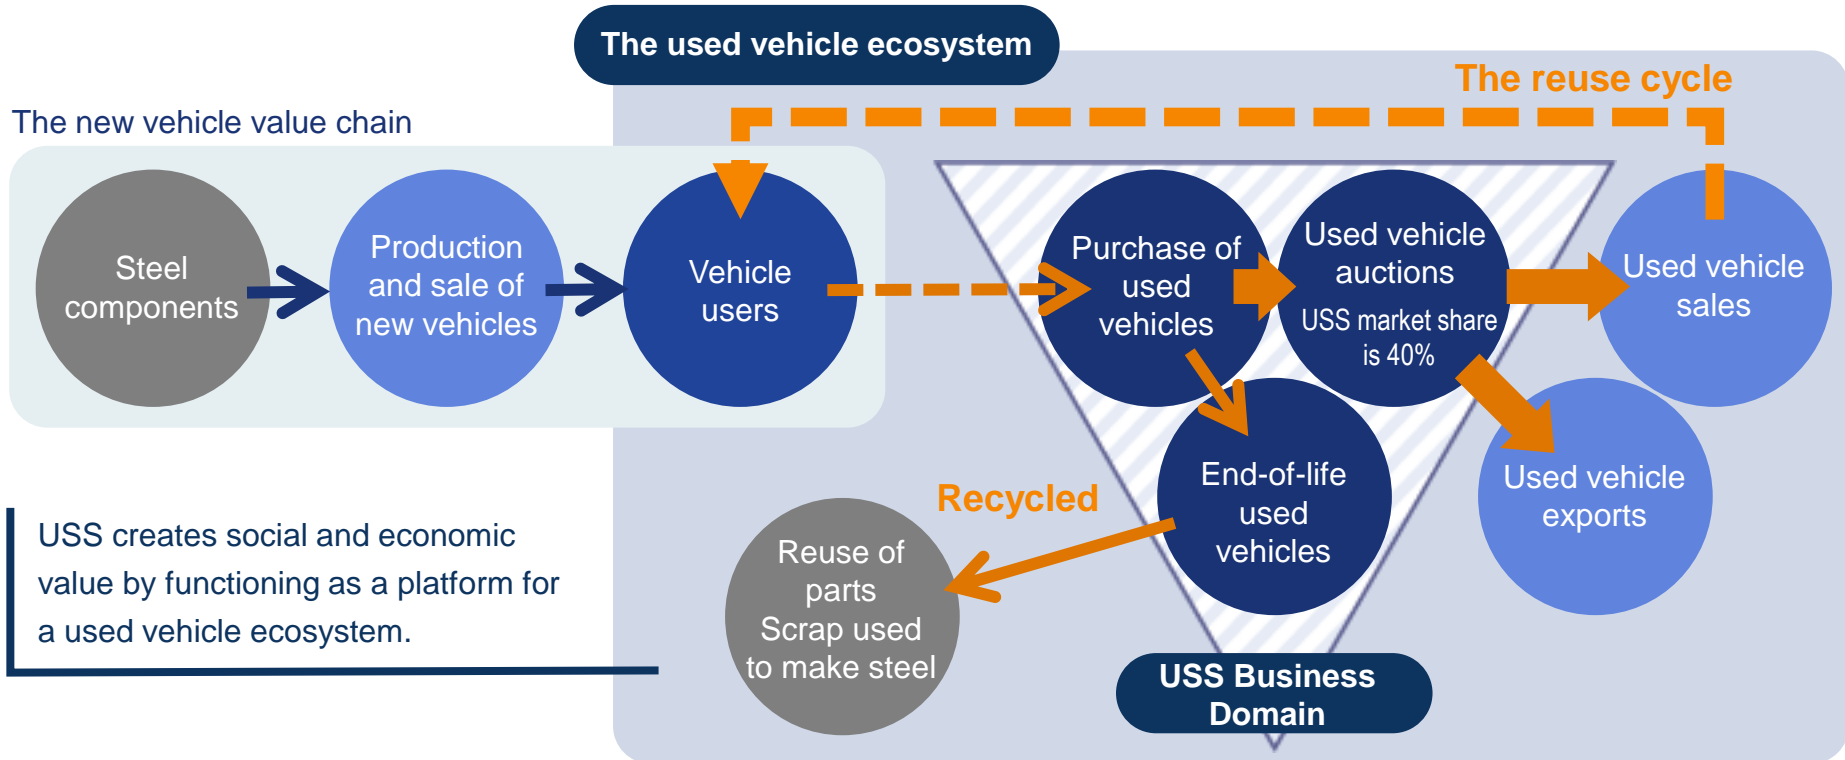 The used vehicle ecosystem
The reuse cycle
The new vehicle value chain
Steel
components
Production
and sale of
new vehicles
Vehicle
users
Purchase of
used
vehicles
Used vehicle
auctions
USS market share
is 40%
Used vehicle
sales
End-of-life
used
vehicles
Used vehicle
exports
Recycled
Reuse of
parts
Scrap used
to make steel
USS creates social and economic
value by functioning as a platform for
a used vehicle ecosystem.
USS Business
Domain